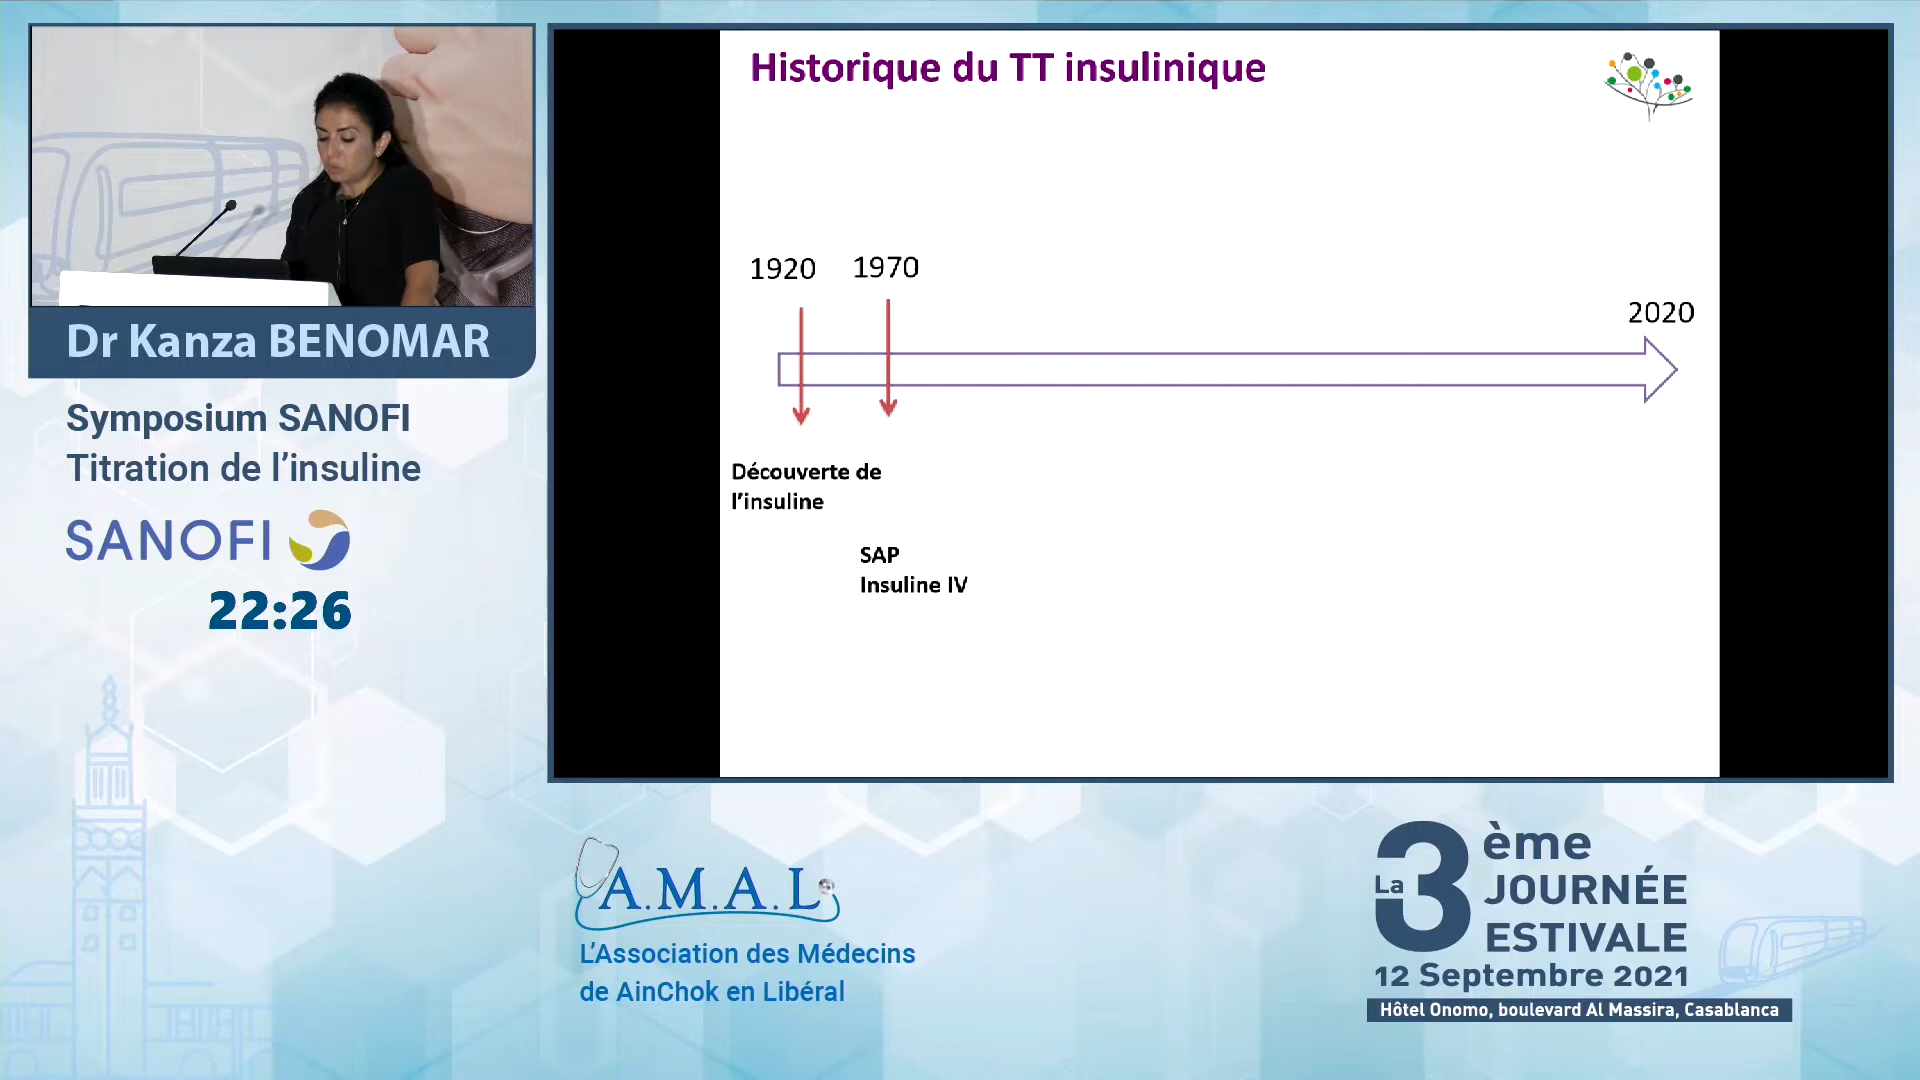 Historique du TT insulinique
1920
1970
2020
Découverte de
l'insuline
SAP
Insuline IV
Dr Kanza BENOMAR
Symposium SANOFI
Titration de l'insuline
SANOFI
22:26
A.M.A.L
L'Association des Médecins
de AinChok en Libéral
La 3ème
JOURNÉE
ESTIVALE
12 Septembre 2021
Hôtel Onomo, boulevard Al Massira, Casablanca